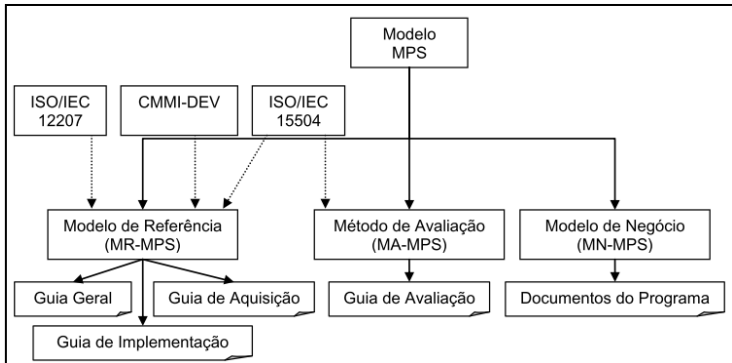 Modelo
MPS
ISO/IEC
12207
CMMI-DEV
ISO/IEC
15504
Modelo de Referência
(MR-MPS)
Método de Avaliação
(MA-MPS)
Modelo de Negócio
(MN-MPS)
Guia Geral
Guia de Aquisição
Guia de Avaliação
Documentos do Programa
Guia de Implementação